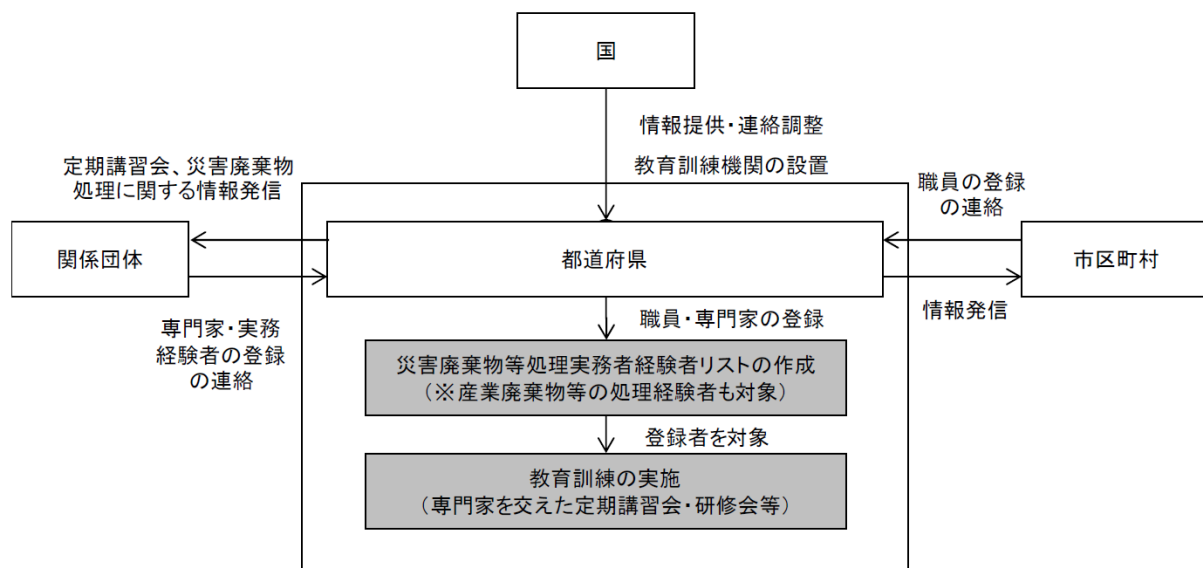 国
情報提供・連絡調整
教育訓練機関の設置
定期講習会、災害廃棄物
処理に関する情報発信
職員の登録
の連絡
関係団体
都道府県
市区町村
専門家・実務
経験者の登録
の連絡
職員・専門家の登録
情報発信
災害廃棄物等処理実務者経験者リストの作成
（※産業廃棄物等の処理経験者も対象）
登録者を対象
教育訓練の実施
（専門家を交えた定期講習会・研修会等）